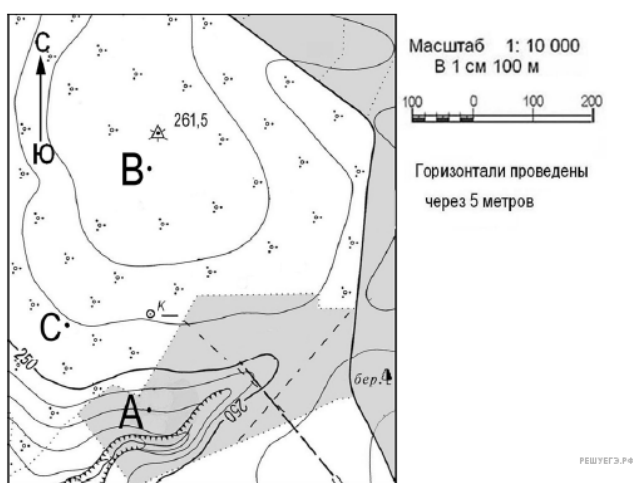 С
Ю
261,5
В
К
С
250
А
250
бер.
Масштаб 1: 10 000
В 1 см 100 м
100 0 100 200
Горизонтали проведены
через 5 метров
РЕШУЕГЭ.РФ